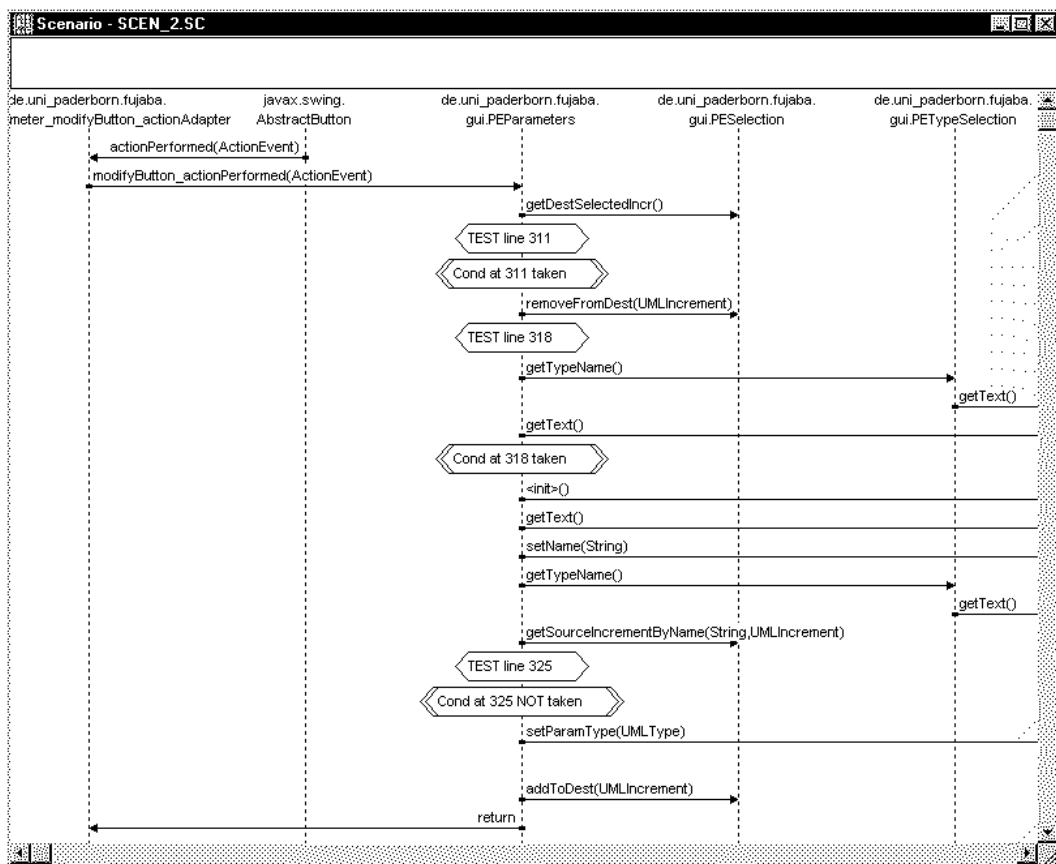 Scenario - SCEN_2.SC
de.uni_paderborn.fujaba. javax.swing. de.uni_paderborn.fujaba. de.uni_paderborn.fujaba. de.uni_paderborn.fujaba.
meter_modifyButton_actionAdapter AbstractButton gui.PEParameters gui.PESelection gui.PETypeSelection
actionPerformed(ActionEvent)
modifyButton_actionPerformed(ActionEvent)
getDestSelectedIncr()
TEST line 311
Cond at 311 taken
removeFromDest(UMLIncrement)
TEST line 318
getTypeName()
getText()
getText()
Cond at 318 taken
<init>()
getText()
setName(String)
getTypeName()
getText()
getSourceIncrementByName(String,UMLIncrement)
TEST line 325
Cond at 325 NOT taken
setParamType(UMLType)
addToDest(UMLIncrement)
return